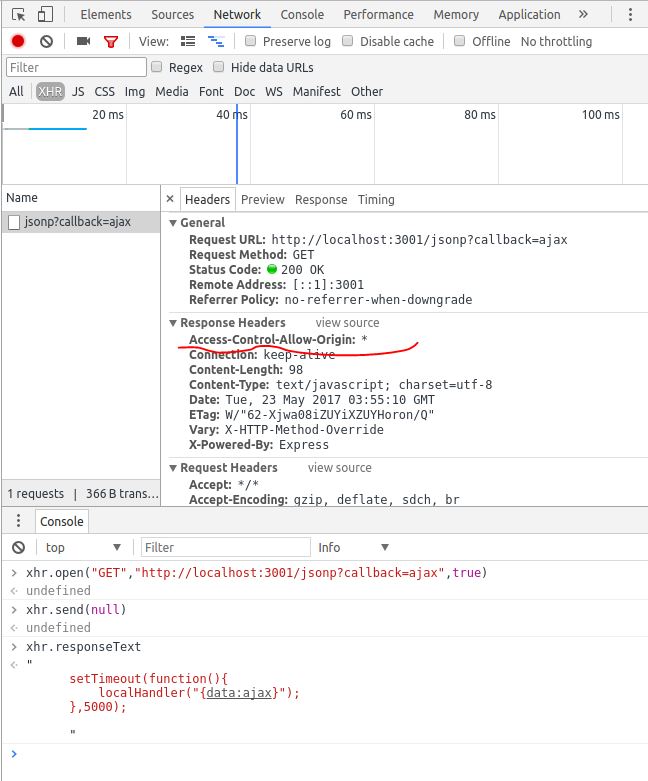 Elements Sources Network Console Performance Memory Application »
View: Preserve log Disable cache Offline No throttling
Filter Regex Hide data URLs
All XHR JS CSS Img Media Font Doc WS Manifest Other
20 ms 40 ms 60 ms 80 ms 100 ms
Name
jsonp?callback=ajax
× Headers Preview Response Timing
General
Request URL: http://localhost:3001/jsonp?callback=ajax
Request Method: GET
Status Code: 200 OK
Remote Address: [::1]:3001
Referrer Policy: no-referrer-when-downgrade
Response Headers view source
Access-Control-Allow-Origin: *
Connection: keep-alive
Content-Length: 98
Content-Type: text/javascript; charset=utf-8
Date: Tue, 23 May 2017 03:55:10 GMT
ETag: W/"62-Xjwa08iZUYiXZUYHoron/Q"
Vary: X-HTTP-Method-Override
X-Powered-By: Express
Request Headers view source
Accept: */*
Accept-Encoding: gzip, deflate, sdch, br
1 requests | 366 B trans…
Console
top Filter Info
> xhr.open("GET","http://localhost:3001/jsonp?callback=ajax",true)
undefined
> xhr.send(null)
undefined
> xhr.responseText
"
setTimeout(function(){
localHandler("{data:ajax}");
},5000);
"
>